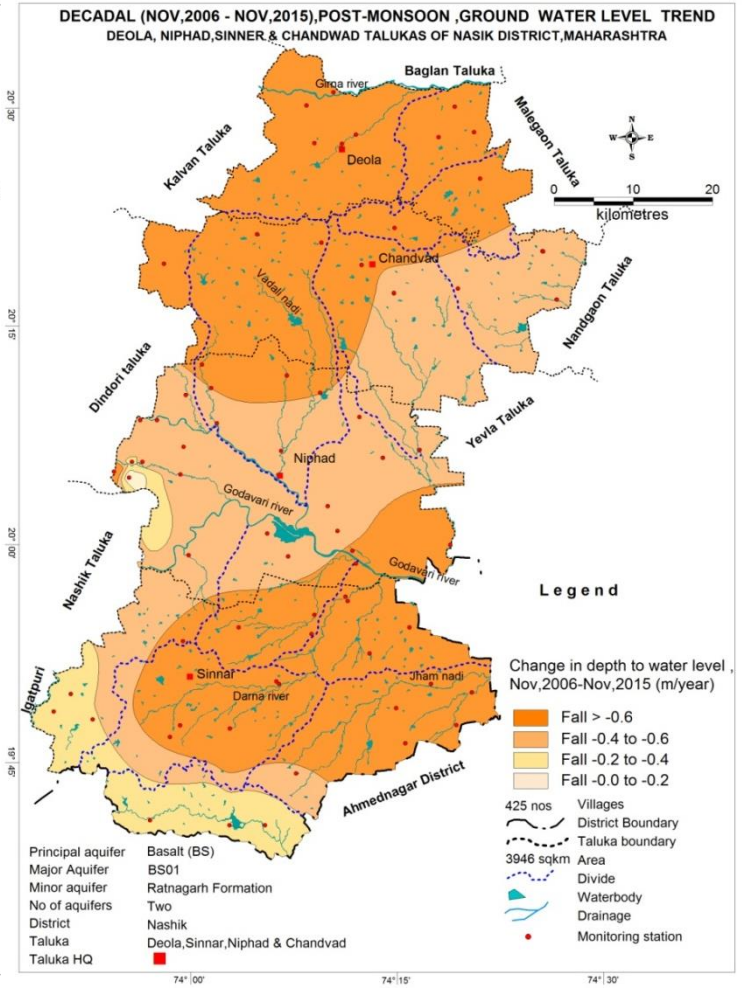 DECADAL (NOV,2006 - NOV,2015),POST-MONSOON ,GROUND WATER LEVEL TREND
DEOLA, NIPHAD,SINNER & CHANDWAD TALUKAS OF NASIK DISTRICT,MAHARASHTRA
Baglan Taluka
Girna river
20° 30'
Malegaon Taluka
N
W E
S
Kalvan Taluka
Deola
0 10 20
kilometres
Chandvad
Vadali nadi
Nandgaon Taluka
20° 15'
Dindori taluka
Yevla Taluka
Niphad
Godavari river
20° 00'
Nashik Taluka
Godavari river
Legend
Igatpuri
Sinnar
Jham nadi
Darna river
Change in depth to water level ,
Nov,2006-Nov,2015 (m/year)
Fall > -0.6
Fall -0.4 to -0.6
Fall -0.2 to -0.4
Fall -0.0 to -0.2
Ahmednagar District
425 nos Villages
District Boundary
Taluka boundary
3946 sqkm Area
Divide
Waterbody
Drainage
Monitoring station
Principal aquifer Basalt (BS)
Major Aquifer BS01
Minor aquifer Ratnagarh Formation
No of aquifers Two
District Nashik
Taluka Deola,Sinnar,Niphad & Chandvad
Taluka HQ
74° 00' 74° 15' 74° 30'